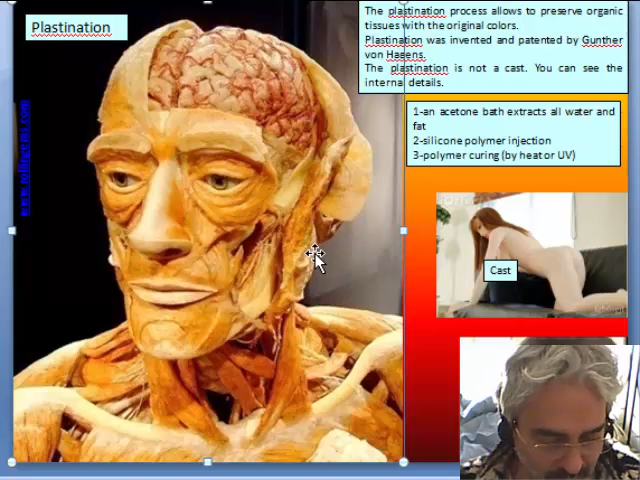 Plastination
The plastination process allows to preserve organic
tissues with the original colors.
Plastination was invented and patented by Gunther
von Hagens.
The plastination is not a cast. You can see the
internal details.
1-an acetone bath extracts all water and
fat
2-silicone polymer injection
3-polymer curing (by heat or UV)
Cast